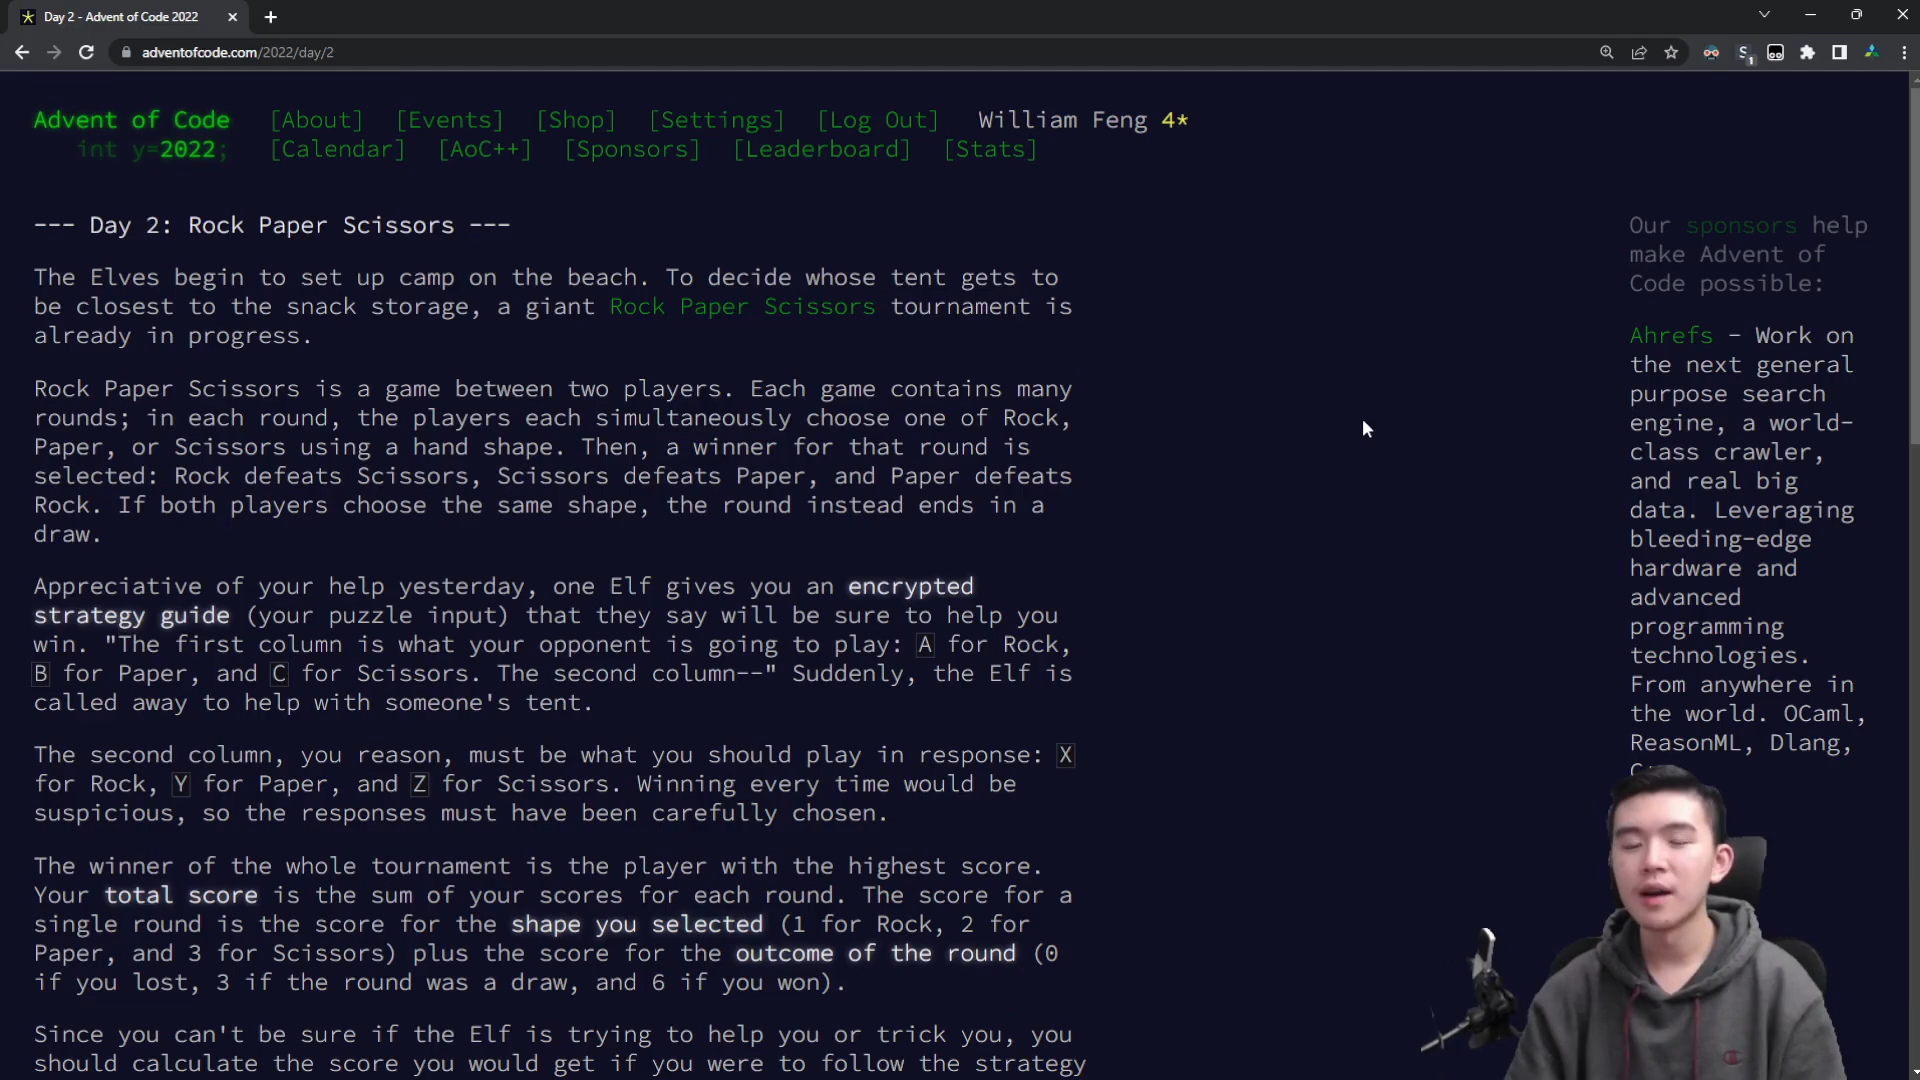 Day 2 - Advent of Code 2022
adventofcode.com/2022/day/2
Advent of Code [About] [Events] [Shop] [Settings] [Log Out] William Feng 4*
int y=2022; [Calendar] [AoC++] [Sponsors] [Leaderboard] [Stats]
--- Day 2: Rock Paper Scissors ---
The Elves begin to set up camp on the beach. To decide whose tent gets to
be closest to the snack storage, a giant Rock Paper Scissors tournament is
already in progress.
Rock Paper Scissors is a game between two players. Each game contains many
rounds; in each round, the players each simultaneously choose one of Rock,
Paper, or Scissors using a hand shape. Then, a winner for that round is
selected: Rock defeats Scissors, Scissors defeats Paper, and Paper defeats
Rock. If both players choose the same shape, the round instead ends in a
draw.
Appreciative of your help yesterday, one Elf gives you an encrypted
strategy guide (your puzzle input) that they say will be sure to help you
win. "The first column is what your opponent is going to play: A for Rock,
B for Paper, and C for Scissors. The second column--" Suddenly, the Elf is
called away to help with someone's tent.
The second column, you reason, must be what you should play in response: X
for Rock, Y for Paper, and Z for Scissors. Winning every time would be
suspicious, so the responses must have been carefully chosen.
The winner of the whole tournament is the player with the highest score.
Your total score is the sum of your scores for each round. The score for a
single round is the score for the shape you selected (1 for Rock, 2 for
Paper, and 3 for Scissors) plus the score for the outcome of the round (0
if you lost, 3 if the round was a draw, and 6 if you won).
Since you can't be sure if the Elf is trying to help you or trick you, you
should calculate the score you would get if you were to follow the strategy
Our sponsors help
make Advent of
Code possible:
Ahrefs - Work on
the next general
purpose search
engine, a world-
class crawler,
and real big
data. Leveraging
bleeding-edge
hardware and
advanced
programming
technologies.
From anywhere in
the world. OCaml,
ReasonML, Dlang,